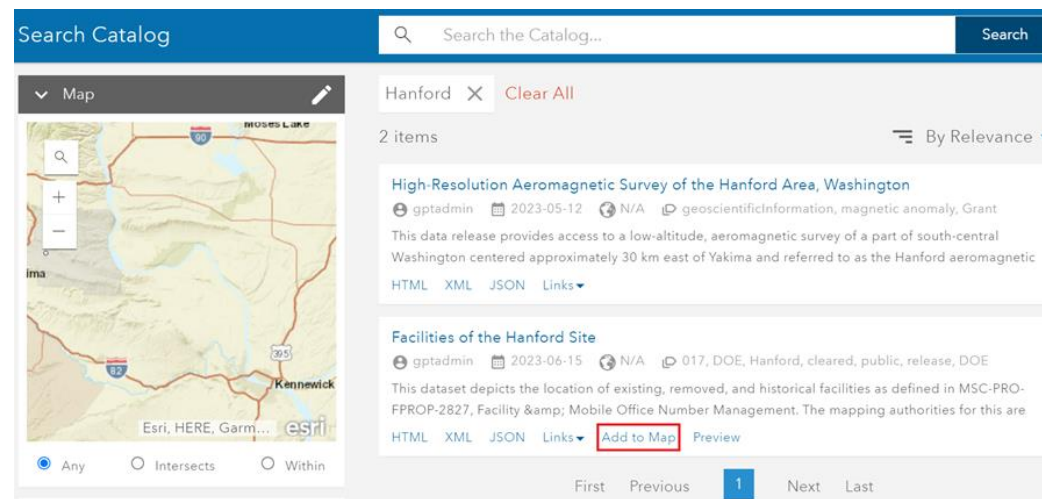 Search Catalog
Search the Catalog...
Search
Map
Moses Lake
90
ima
82
395
Kennewick
Esri, HERE, Garm...
esri
Any
Intersects
Within
Hanford
Clear All
2 items
By Relevance
High-Resolution Aeromagnetic Survey of the Hanford Area, Washington
gptadmin 2023-05-12 N/A geoscientificInformation, magnetic anomaly, Grant
This data release provides access to a low-altitude, aeromagnetic survey of a part of south-central
Washington centered approximately 30 km east of Yakima and referred to as the Hanford aeromagnetic
HTML XML JSON Links
Facilities of the Hanford Site
gptadmin 2023-06-15 N/A 017, DOE, Hanford, cleared, public, release, DOE
This dataset depicts the location of existing, removed, and historical facilities as defined in MSC-PRO-
FPROP-2827, Facility &amp; Mobile Office Number Management. The mapping authorities for this are
HTML XML JSON Links Add to Map Preview
First Previous 1 Next Last